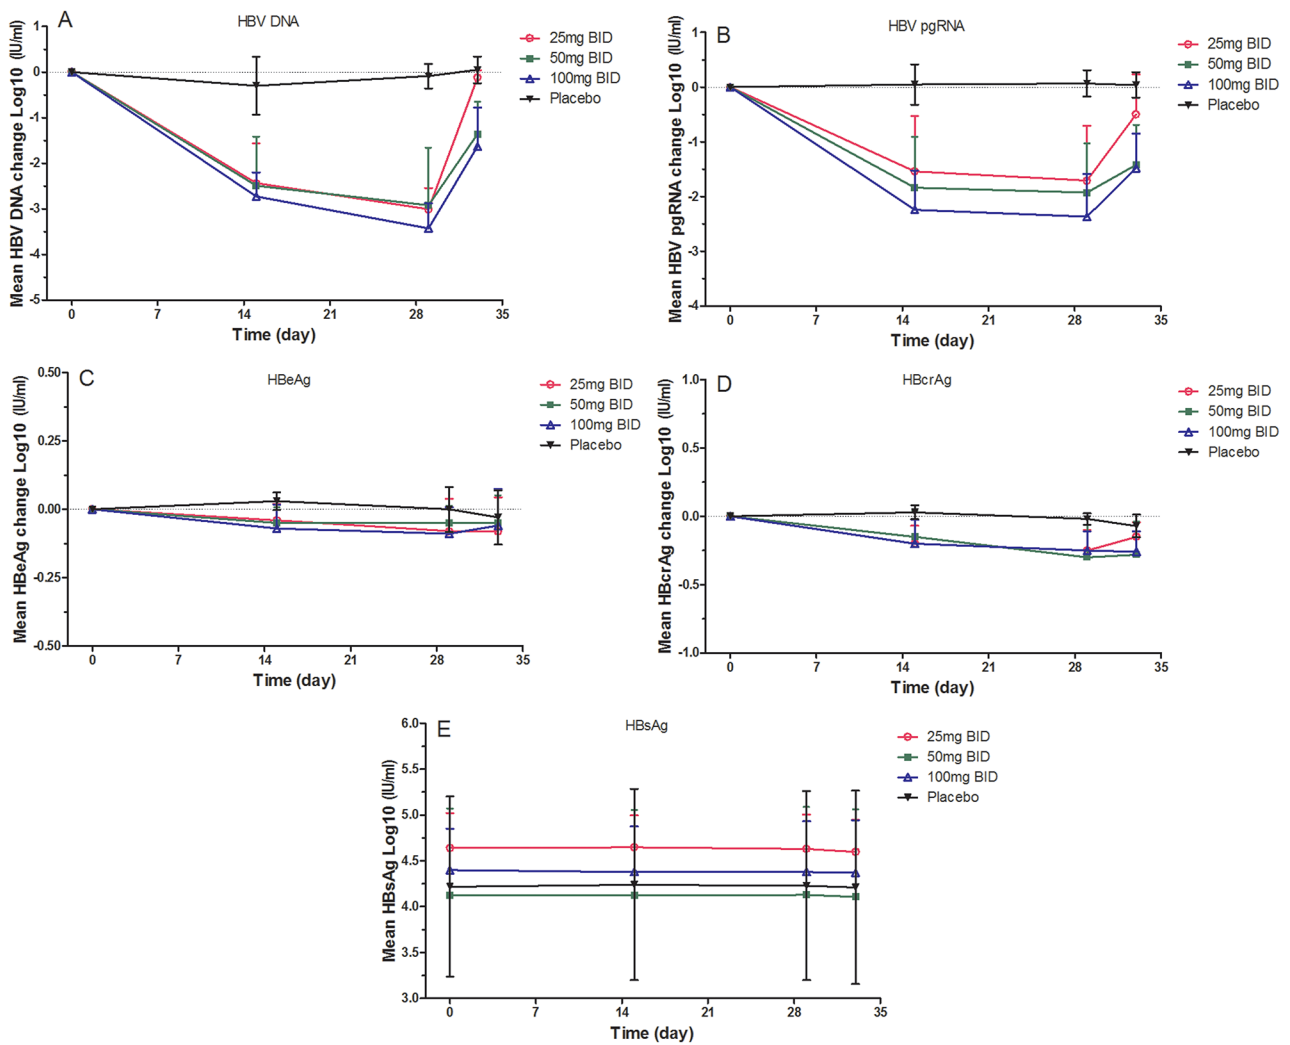 A
HBV DNA
Mean HBV DNA change Log10 (IU/ml)
1
0
-1
-2
-3
-4
-5
0 7 14 21 28 35
Time (day)
25mg BID
50mg BID
100mg BID
Placebo
B
HBV pgRNA
Mean HBV pgRNA change Log10 (IU/ml)
1
0
-1
-2
-3
-4
0 7 14 21 28 35
Time (day)
25mg BID
50mg BID
100mg BID
Placebo
C
HBeAg
Mean HBeAg change Log10 (IU/ml)
0.50
0.25
0.00
-0.25
-0.50
0 7 14 21 28 35
Time (day)
25mg BID
50mg BID
100mg BID
Placebo
D
HBcrAg
Mean HBcrAg change Log10 (IU/ml)
1.0
0.5
0.0
-0.5
-1.0
0 7 14 21 28 35
Time (day)
25mg BID
50mg BID
100mg BID
Placebo
E
HBsAg
Mean HBsAg Log10 (IU/ml)
6.0
5.5
5.0
4.5
4.0
3.5
3.0
0 7 14 21 28 35
Time (day)
25mg BID
50mg BID
100mg BID
Placebo